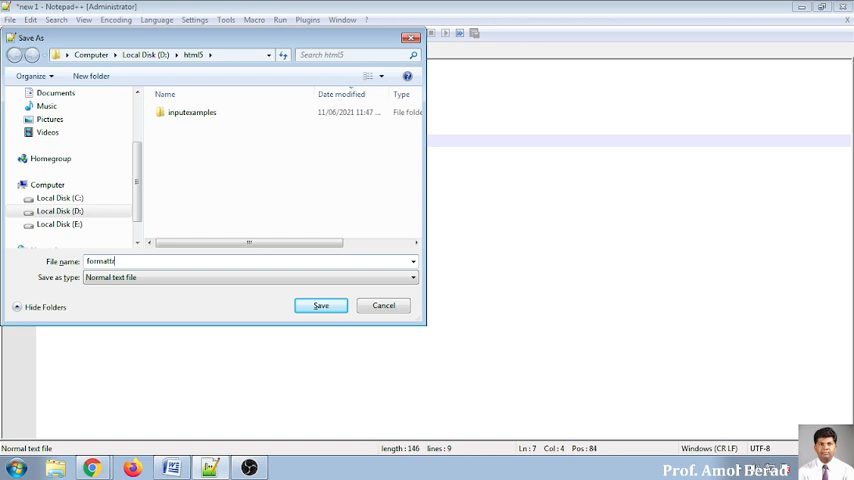 *new 1 - Notepad++ [Administrator]
File Edit Search View Encoding Language Settings Tools Macro Run Plugins Window ? X
Save As
Computer Local Disk (D:) html5 Search html5
Organize New folder
Documents
Music
Pictures
Videos
Homegroup
Computer
Local Disk (C:)
Local Disk (D:)
Local Disk (E:)
Name Date modified Type
inputexamples 11/06/2021 11:47 ... File folde
File name: formattr
Save as type: Normal text file
Hide Folders Save Cancel
Normal text file length : 146 lines : 9 Ln : 7 Col : 4 Pos : 84 Windows (CR LF) UTF-8
Prof. Amol Berad